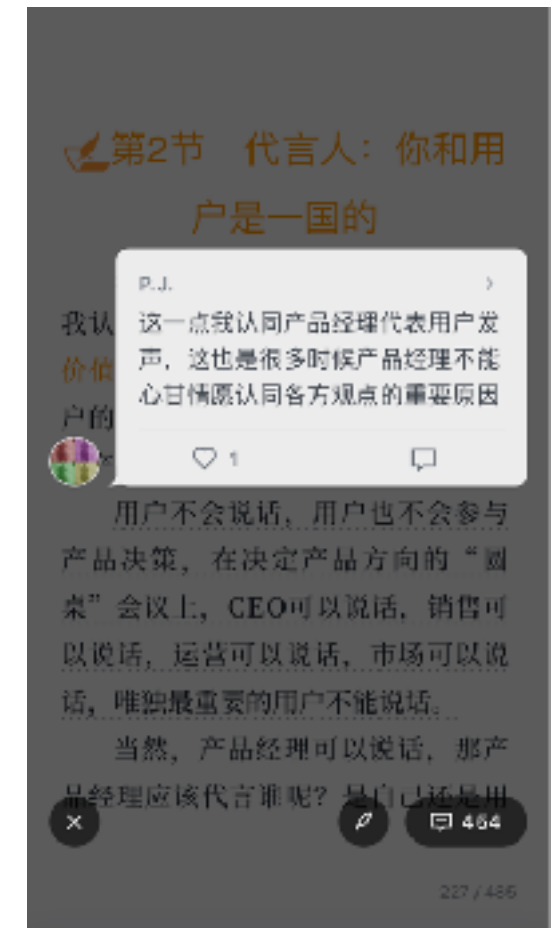 第2节 代言人：你和用
户是一国的
P.J.
我认
这一点我认同产品经理代表用户发
价值
声，这也是很多时候产品经理不能
心甘情愿认同各方观点的重要原因
户的
1
用户不会说话，用户也不会参与
产品决策，在决定产品方向的“圆
桌”会议上，CEO可以说话，销售可
以说话，运营可以说话，市场可以说
话，唯独最重要的用户不能说话。
当然，产品经理可以说话，那产
品经理应该代言谁呢？是自己还是用
464
227/486